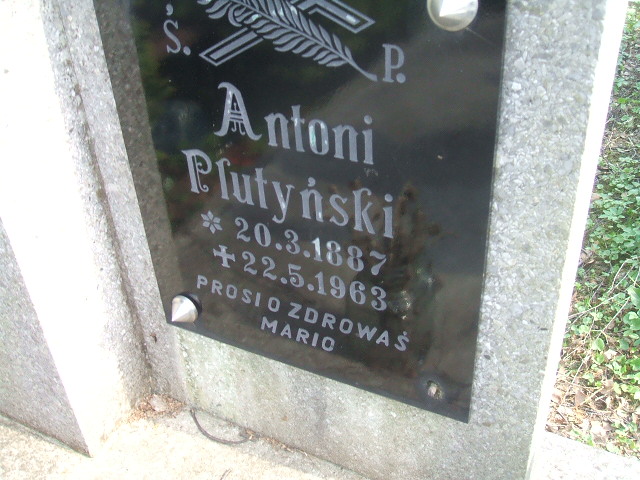 Ś. P.
Antoni
Plutyński
* 20.3.1887
✝ 22.5.1963
PROSI O ZDROWAŚ
MARIO